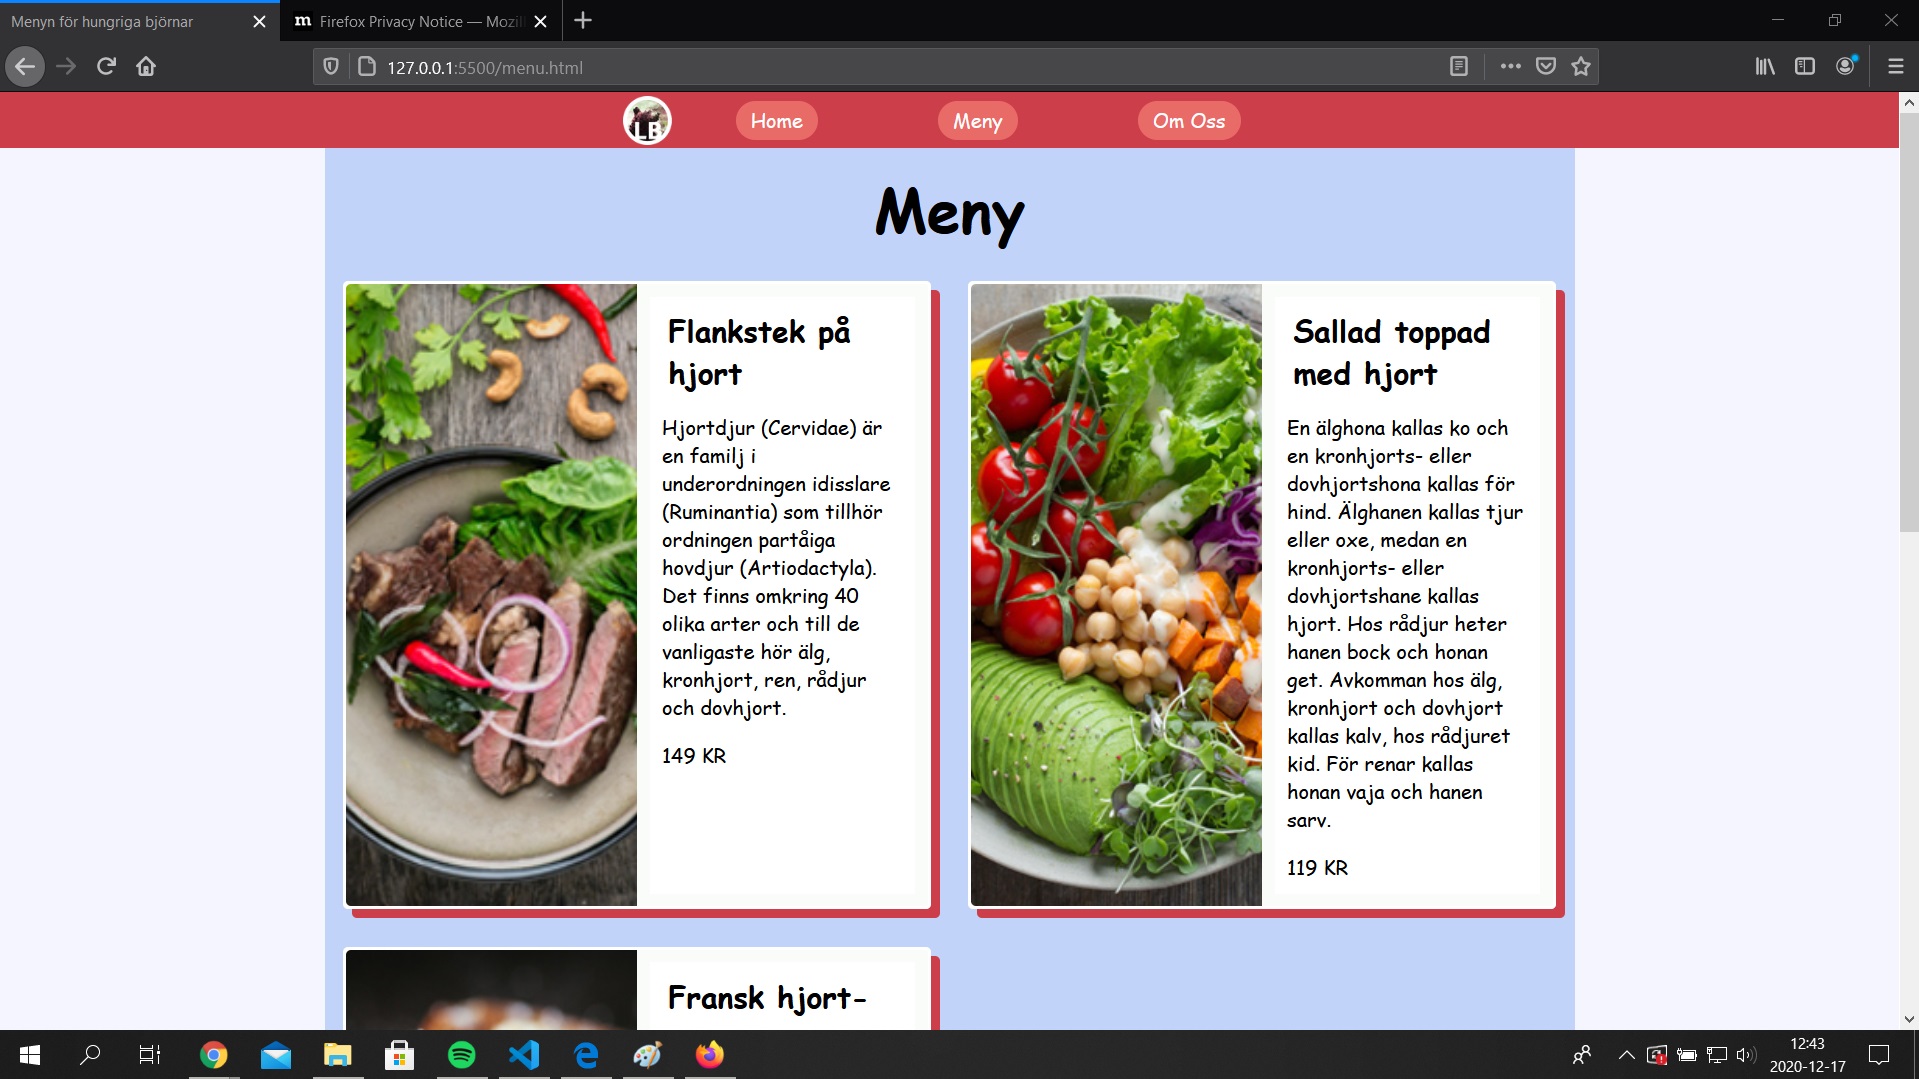 Menyn för hungriga björnar
m Firefox Privacy Notice — Mozil
127.0.0.1:5500/menu.html
LB
Home
Meny
Om Oss
Meny
Flankstek på
hjort
Hjortdjur (Cervidae) är
en familj i
underordningen idisslare
(Ruminantia) som tillhör
ordningen partåiga
hovdjur (Artiodactyla).
Det finns omkring 40
olika arter och till de
vanligaste hör älg,
kronhjort, ren, rådjur
och dovhjort.
149 KR
Sallad toppad
med hjort
En älghona kallas ko och
en kronhjorts- eller
dovhjortshona kallas för
hind. Älghanen kallas tjur
eller oxe, medan en
kronhjorts- eller
dovhjortshane kallas
hjort. Hos rådjur heter
hanen bock och honan
get. Avkomman hos älg,
kronhjort och dovhjort
kallas kalv, hos rådjuret
kid. För renar kallas
honan vaja och hanen
sarv.
119 KR
Fransk hjort-
12:43
2020-12-17